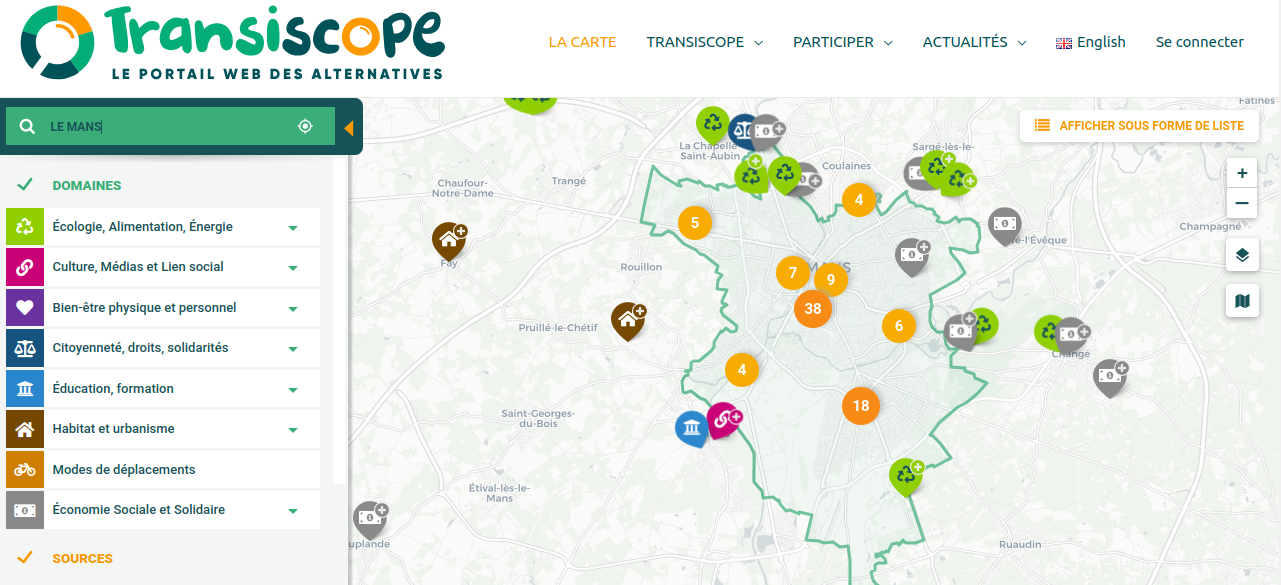 Transiscope
LE PORTAIL WEB DES ALTERNATIVES
LA CARTE
TRANSISCOPE
PARTICIPER
ACTUALITÉS
English
Se connecter
LE MANS
AFFICHER SOUS FORME DE LISTE
DOMAINES
Écologie, Alimentation, Énergie
Culture, Médias et Lien social
Bien-être physique et personnel
Citoyenneté, droits, solidarités
Éducation, formation
Habitat et urbanisme
Modes de déplacements
Économie Sociale et Solidaire
SOURCES
Fatines
La Chapelle
Saint-Aubin
Coulaines
Sargé-lès-le-
Chaufour-
Notre-Dame
Trangé
4
5
Champagné
re-l'Évêque
Fay
Rouillon
MANS
7
9
38
6
Pruillé-le-Chétif
Changé
4
18
Saint-Georges-
du-Bois
Étival-lès-le-
Mans
uplande
Ruaudin
+
−